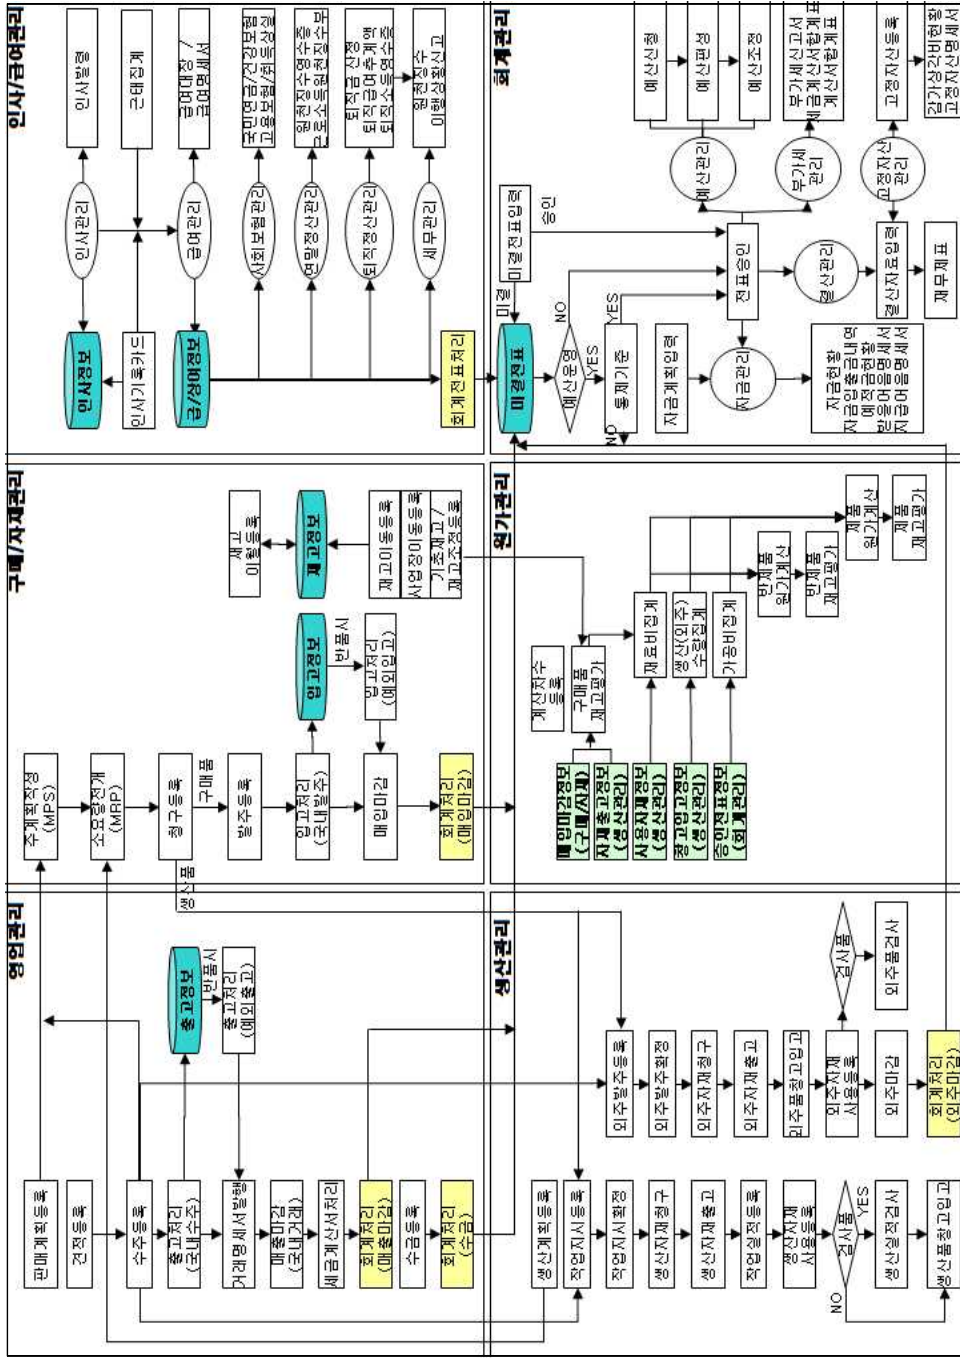 영업관리
판매계획등록
견적등록
수주등록
출고처리
(국내수주)
출고정보
반품시
출고처리
(예외출고)
거래명세서발행
매출마감
(국내거래)
세금계산서처리
회계처리
(매출마감)
수금등록
회계처리
(수금)
구매/자재관리
주계획작성
(MPS)
소요량전개
(MRP)
청구등록
생산품
구매품
발주등록
입고처리
(국내발주)
입고정보
반품시
입고처리
(예외입고)
매입마감
회계처리
(매입마감)
재고
이월등록
재고정보
재고이동등록
사업장이동등록
기초재고/
재고조정등록
인사/급여관리
인사정보
인사관리
인사발령
인사기록카드
근태집계
급/상여정보
급여관리
급여대장/
급여명세서
사회보험관리
국민연금/건강보험
고용보험/취득상실
연말정산관리
원천징수영수증
근로소득원천징수부
퇴직정산관리
퇴직금산정
퇴직급여추계액
퇴직소득영수증
세무관리
원천징수
이행상황신고
회계전표처리
생산관리
생산계획등록
작업지시등록
작업지시확정
생산자재청구
생산자재출고
작업실적등록
생산자재
사용등록
검사품
YES
NO
생산실적검사
생산품창고입고
외주발주등록
외주발주확정
외주자재청구
외주자재출고
외주품창고입고
외주자재
사용등록
검사품
외주품검사
외주마감
회계처리
(외주마감)
원가관리
매입마감정보
(구매/자재)
자재출고정보
(생산관리)
사용자재정보
(생산관리)
창고입고정보
(생산관리)
승인전표정보
(회계관리)
계산차수
등록
구매품
재고평가
재료비집계
생산(외주)
수량집계
가공비집계
반제품
원가계산
반제품
재고평가
제품
원가계산
제품
재고평가
회계관리
미결전표
미결
미결전표입력
승인
예산운영
NO
YES
통제기준
YES
NO
자금계획입력
자금관리
자금현황
자금입출금내역
예적금현황
받을어음명세서
지급어음명세서
전표승인
예산관리
예산신청
예산편성
예산조정
부가세
관리
부가세신고서
세금계산서합계표
계산서합계표
결산관리
고정자산
관리
고정자산등록
감가상각비현황
고정자산명세서
결산자료입력
재무제표